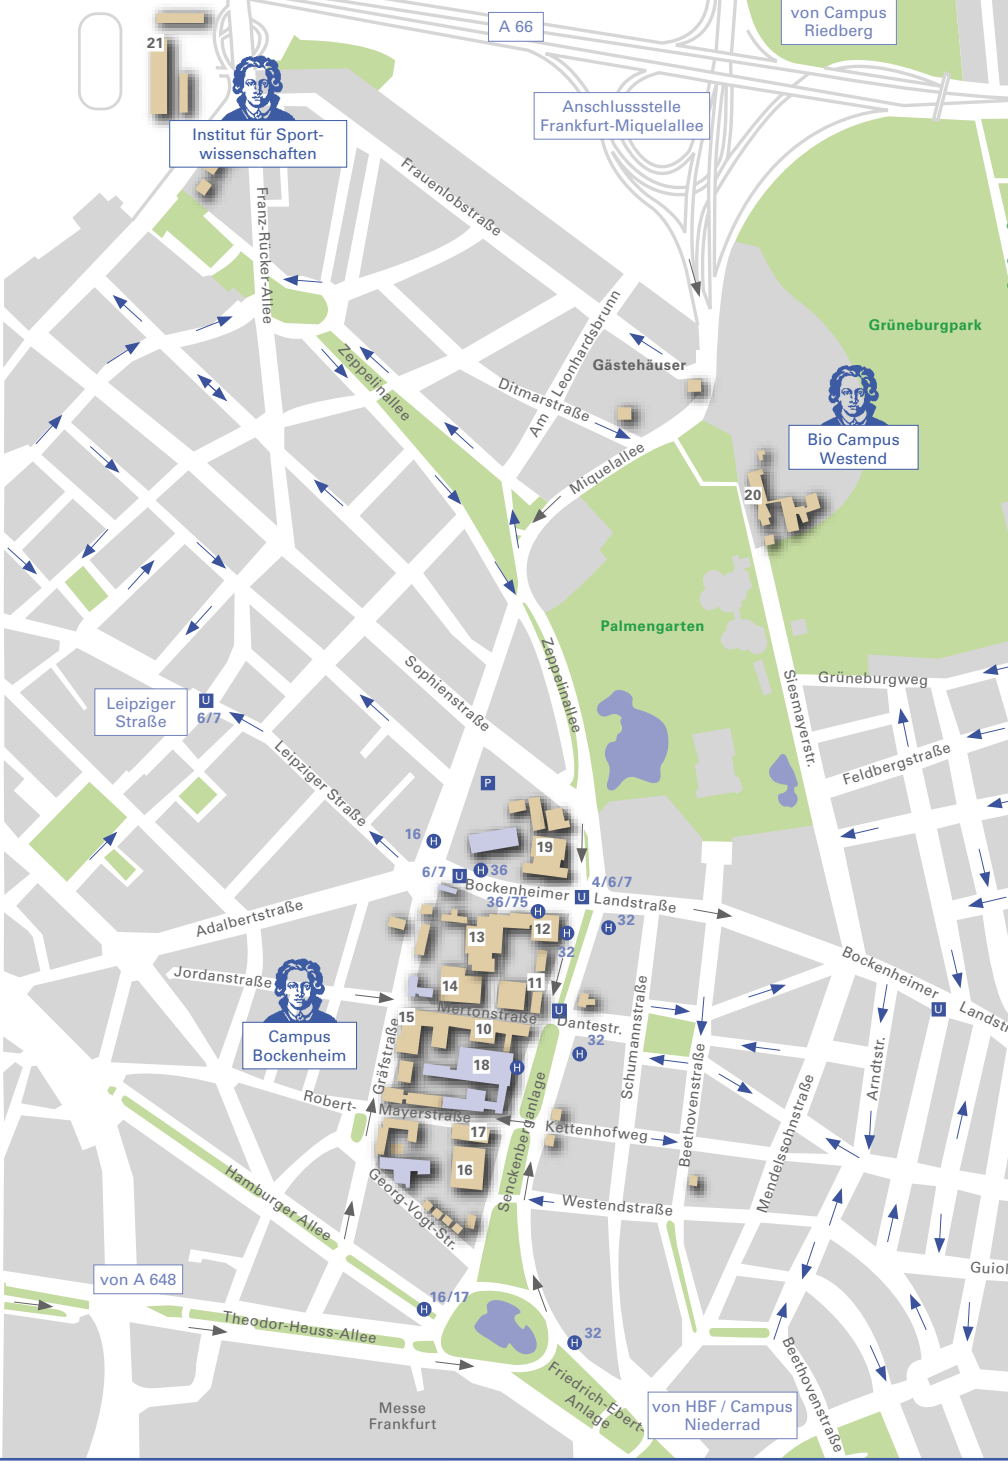 von Campus
Riedberg
A 66
21
Anschlussstelle
Frankfurt-Miquelallee
Institut für Sport-
wissenschaften
Frauenlobstraße
Franz-Rücker-Allee
Am Leonhardsbrunn
Grüneburgpark
Zeppelinallee
Gästehäuser
Ditmarstraße
Bio Campus
Westend
Miquelallee
20
Palmengarten
Zeppelinallee
Sophienstraße
Siesmayerstr.
Grüneburgweg
Leipziger
Straße
U
6/7
Leipziger Straße
Feldbergstraße
P
16
H
19
6/7
U
H
36
Bockenheimer
Landstraße
4/6/7
U
36/75
H
32
H
Adalbertstraße
13
12
H
32
Bockenheimer
Landstr
U
Jordanstraße
14
11
Campus
Bockenheim
15
Mertonstraße
10
U
Dantestr.
Schumannstraße
Arndtstr.
32
H
Gräfstraße
18
H
Beethovenstraße
Mendelssohnstraße
Robert-
Mayerstraße
17
Kettenhofweg
Senckenberganlage
16
Georg-Voigt-Str.
Hamburger Allee
Westendstraße
von A 648
Guiol
16/17
H
Theodor-Heuss-Allee
32
H
Beethovenstraße
Friedrich-Ebert-
Anlage
Messe
Frankfurt
von HBF / Campus
Niederrad